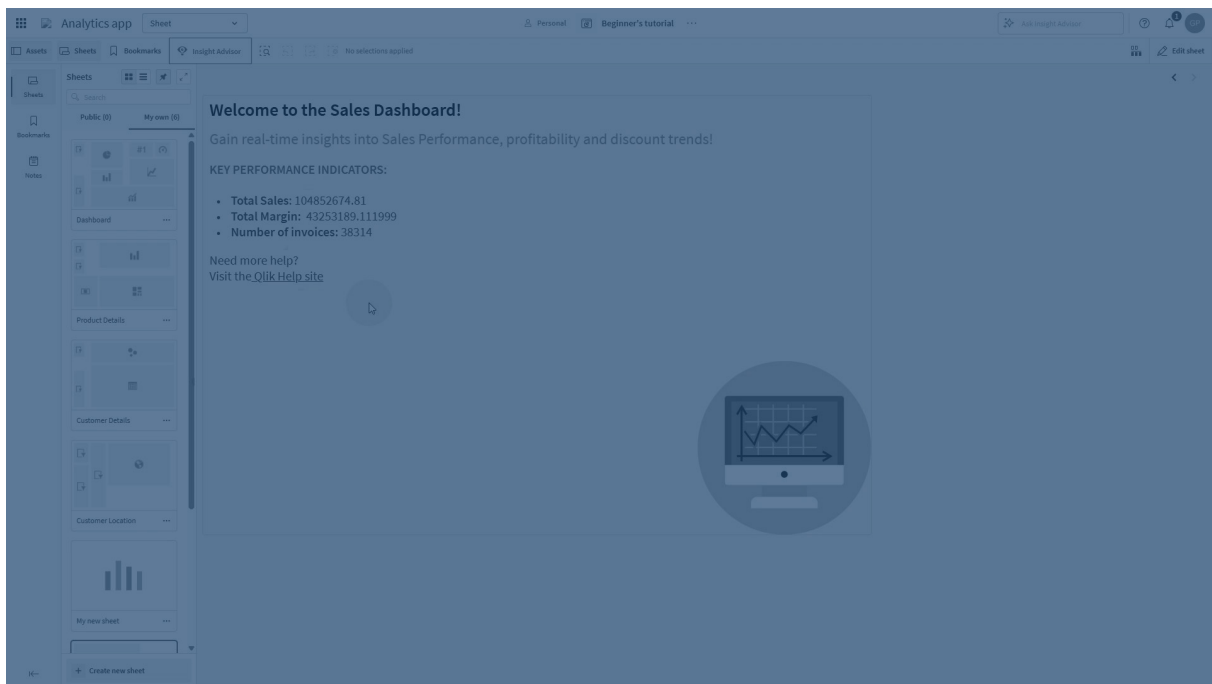 Analytics app Sheet Personal Beginner's tutorial ··· Ask Insight Advisor
Assets Sheets Bookmarks Insight Advisor No selections applied Edit sheet
Sheets
Bookmarks
Notes
Sheets
Search
Public (0) My own (6)
Dashboard ···
Product Details ···
Customer Details ···
Customer Location ···
My new sheet ···
+ Create new sheet
Welcome to the Sales Dashboard!
Gain real-time insights into Sales Performance, profitability and discount trends!
KEY PERFORMANCE INDICATORS:
• Total Sales: 104852674.81
• Total Margin: 43253189.111999
• Number of invoices: 38314
Need more help?
Visit the Qlik Help site